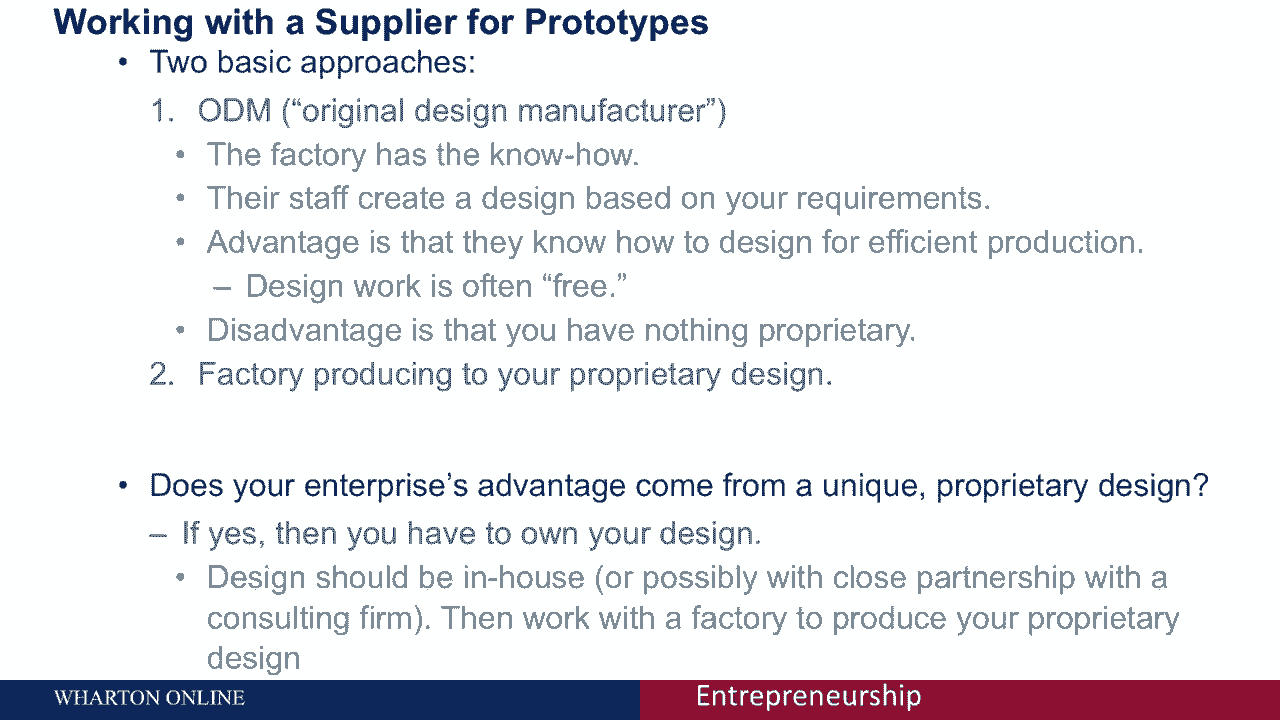 Working with a Supplier for Prototypes
• Two basic approaches:
1. ODM (“original design manufacturer”)
• The factory has the know-how.
• Their staff create a design based on your requirements.
• Advantage is that they know how to design for efficient production.
– Design work is often “free.”
• Disadvantage is that you have nothing proprietary.
2. Factory producing to your proprietary design.
• Does your enterprise’s advantage come from a unique, proprietary design?
– If yes, then you have to own your design.
• Design should be in-house (or possibly with close partnership with a
consulting firm). Then work with a factory to produce your proprietary
design
WHARTON ONLINE
Entrepreneurship